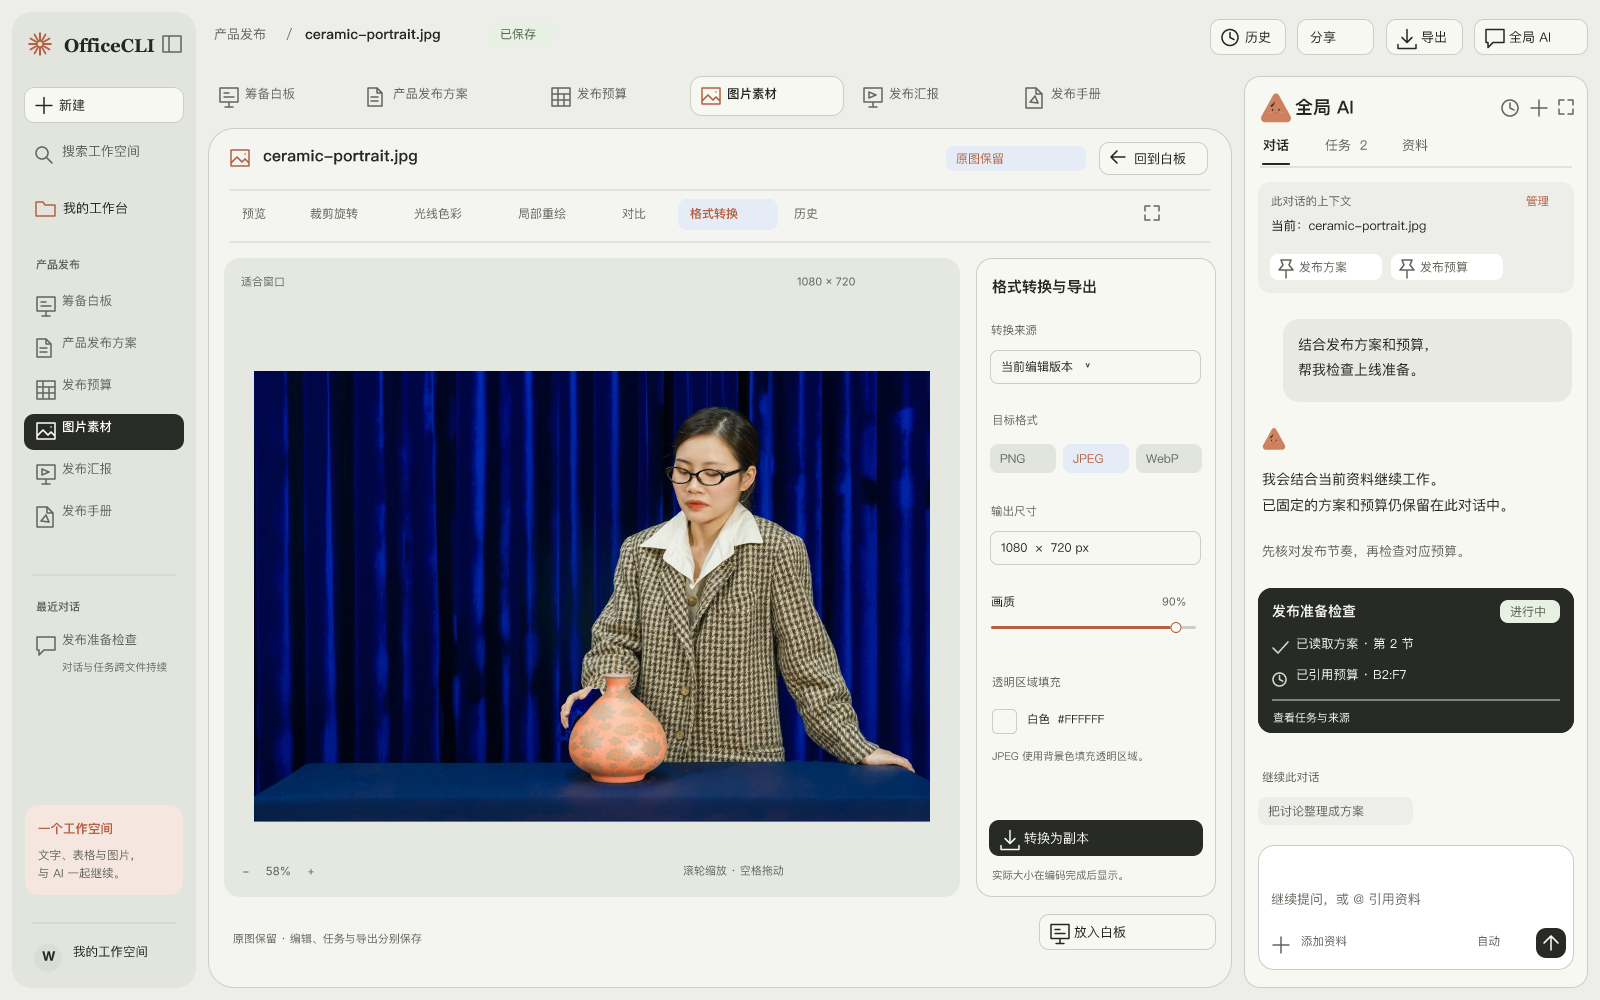 OfficeCLI
新建
搜索工作空间
我的工作台
产品发布
筹备白板
产品发布方案
发布预算
图片素材
发布汇报
发布手册
最近对话
发布准备检查
对话与任务跨文件持续
一个工作空间
文字、表格与图片，
与 AI 一起继续。
W 我的工作空间
产品发布 / ceramic-portrait.jpg 已保存
历史 分享 导出 全局 AI
筹备白板 产品发布方案 发布预算 图片素材 发布汇报 发布手册
ceramic-portrait.jpg 原图保留 回到白板
预览 裁剪旋转 光线色彩 局部重绘 对比 格式转换 历史
适合窗口 1080 × 720
− 58% + 滚轮缩放 · 空格拖动
格式转换与导出
转换来源
当前编辑版本
目标格式
PNG JPEG WebP
输出尺寸
1080 × 720 px
画质 90%
透明区域填充
白色 #FFFFFF
JPEG 使用背景色填充透明区域。
转换为副本
实际大小在编码完成后显示。
原图保留 · 编辑、任务与导出分别保存
放入白板
全局 AI
对话 任务 2 资料
此对话的上下文 管理
当前：ceramic-portrait.jpg
发布方案 发布预算
结合发布方案和预算，
帮我检查上线准备。
我会结合当前资料继续工作。
已固定的方案和预算仍保留在此对话中。
先核对发布节奏，再检查对应预算。
发布准备检查 进行中
已读取方案 · 第 2 节
已引用预算 · B2:F7
查看任务与来源
继续此对话
把讨论整理成方案
继续提问，或 @ 引用资料
添加资料 自动